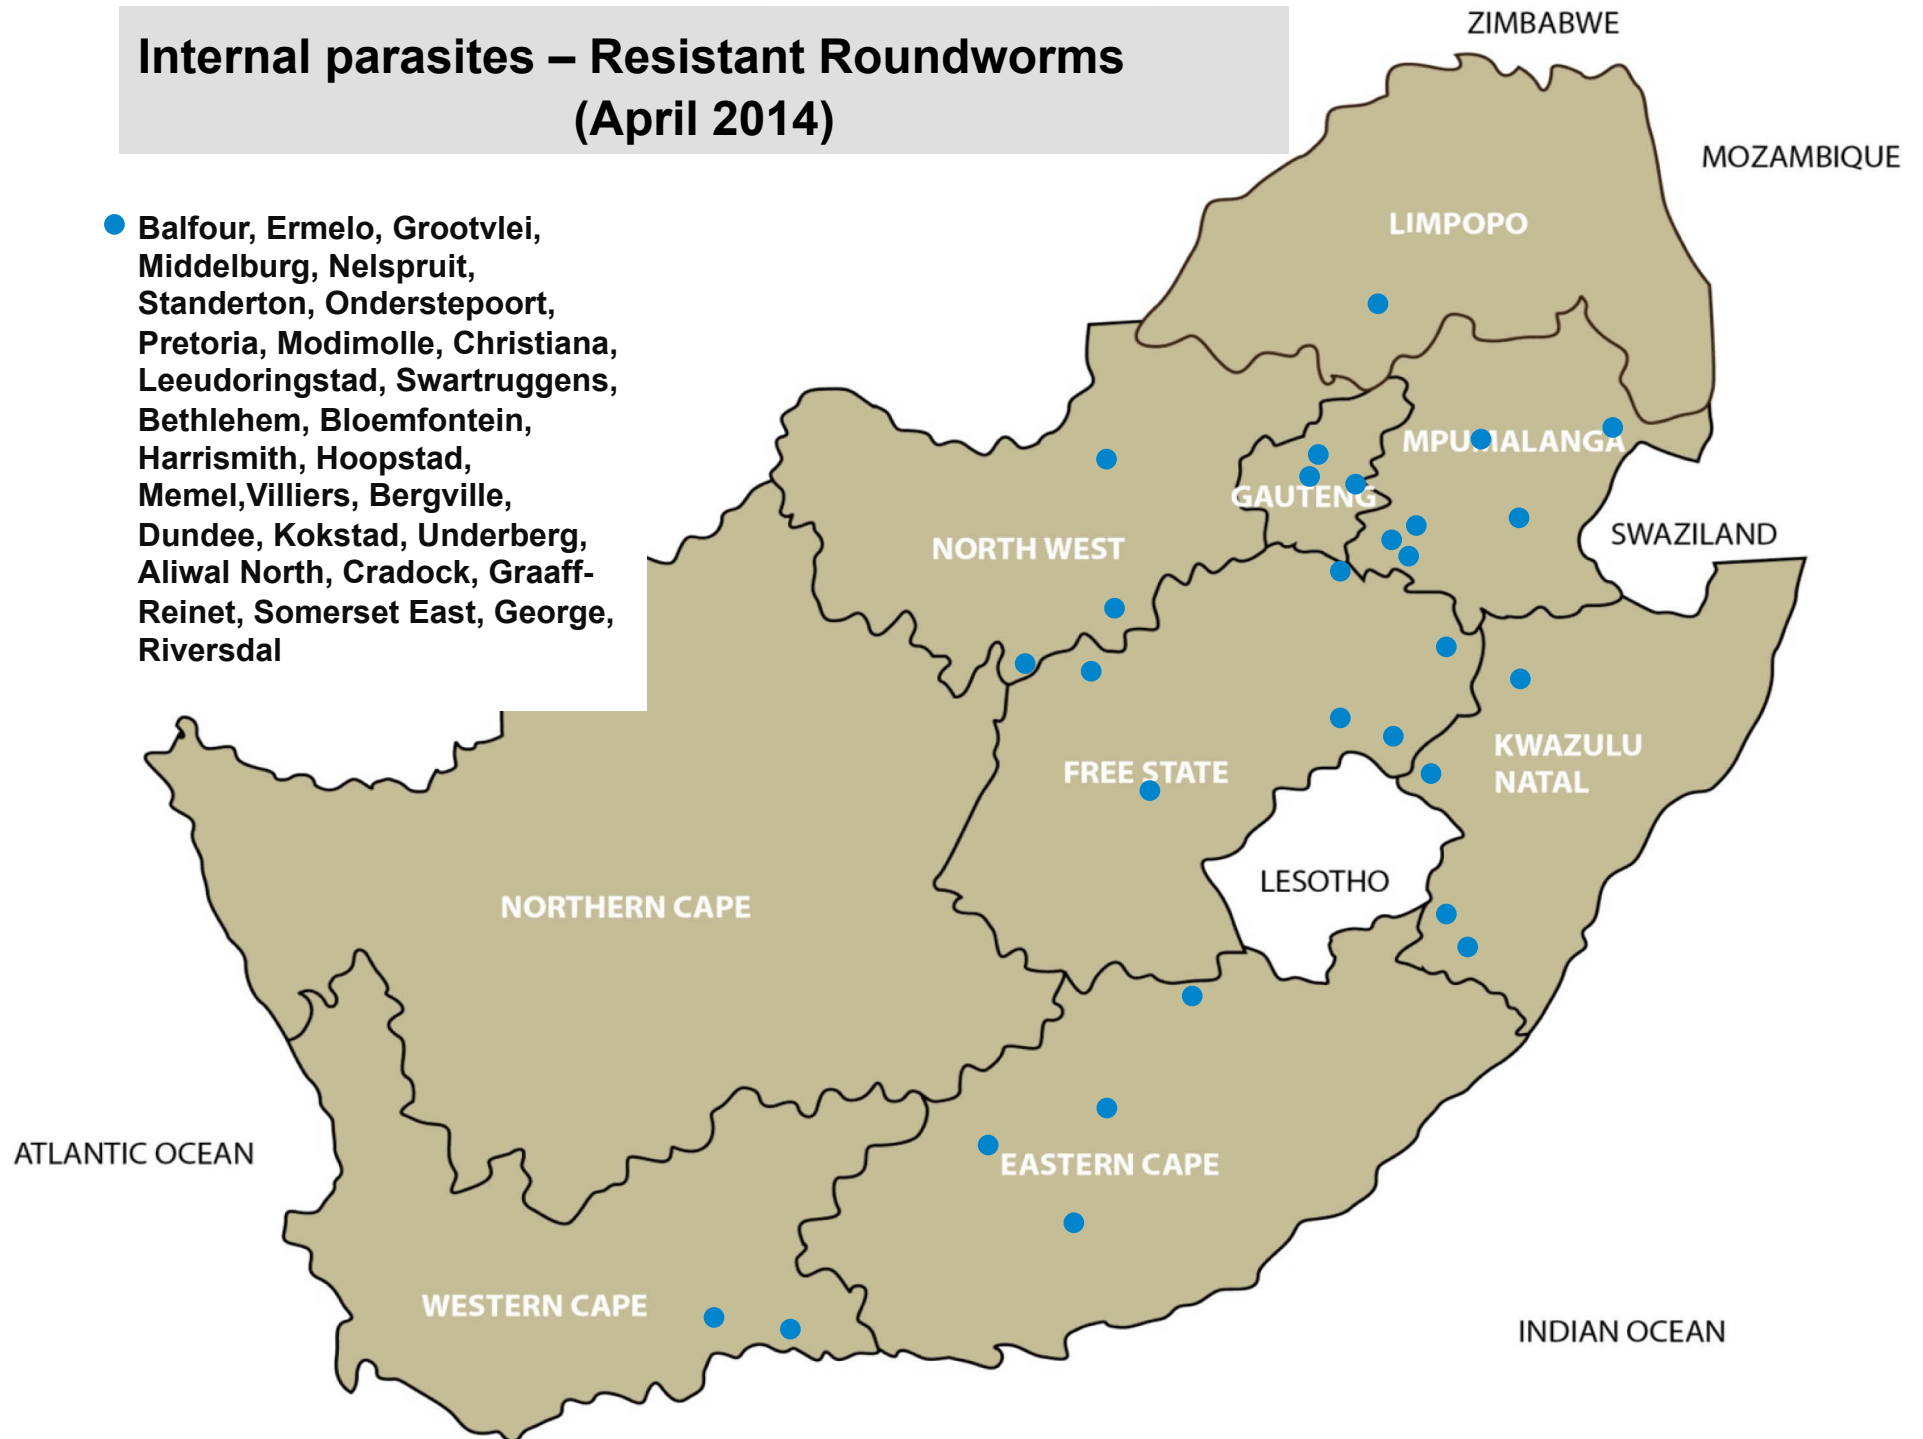 Internal parasites – Resistant Roundworms
(April 2014)
Balfour, Ermelo, Grootvlei,
Middelburg, Nelspruit,
Standerton, Onderstepoort,
Pretoria, Modimolle, Christiana,
Leeudoringstad, Swartruggens,
Bethlehem, Bloemfontein,
Harrismith, Hoopstad,
Memel,Villiers, Bergville,
Dundee, Kokstad, Underberg,
Aliwal North, Cradock, Graaff-
Reinet, Somerset East, George,
Riversdal
ZIMBABWE
MOZAMBIQUE
LIMPOPO
MPUMALANGA
GAUTENG
SWAZILAND
NORTH WEST
KWAZULU
NATAL
FREE STATE
LESOTHO
NORTHERN CAPE
ATLANTIC OCEAN
EASTERN CAPE
WESTERN CAPE
INDIAN OCEAN